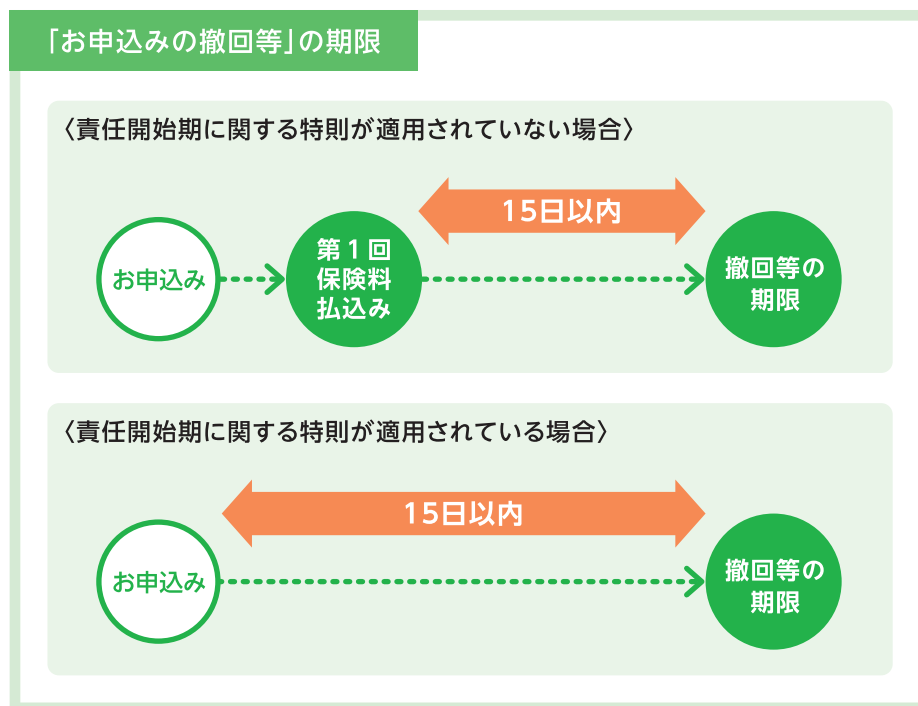 「お申込みの撤回等」の期限
〈責任開始期に関する特則が適用されていない場合〉
15日以内
お申込み
第1回
保険料
払込み
撤回等の
期限
〈責任開始期に関する特則が適用されている場合〉
15日以内
お申込み
撤回等の
期限